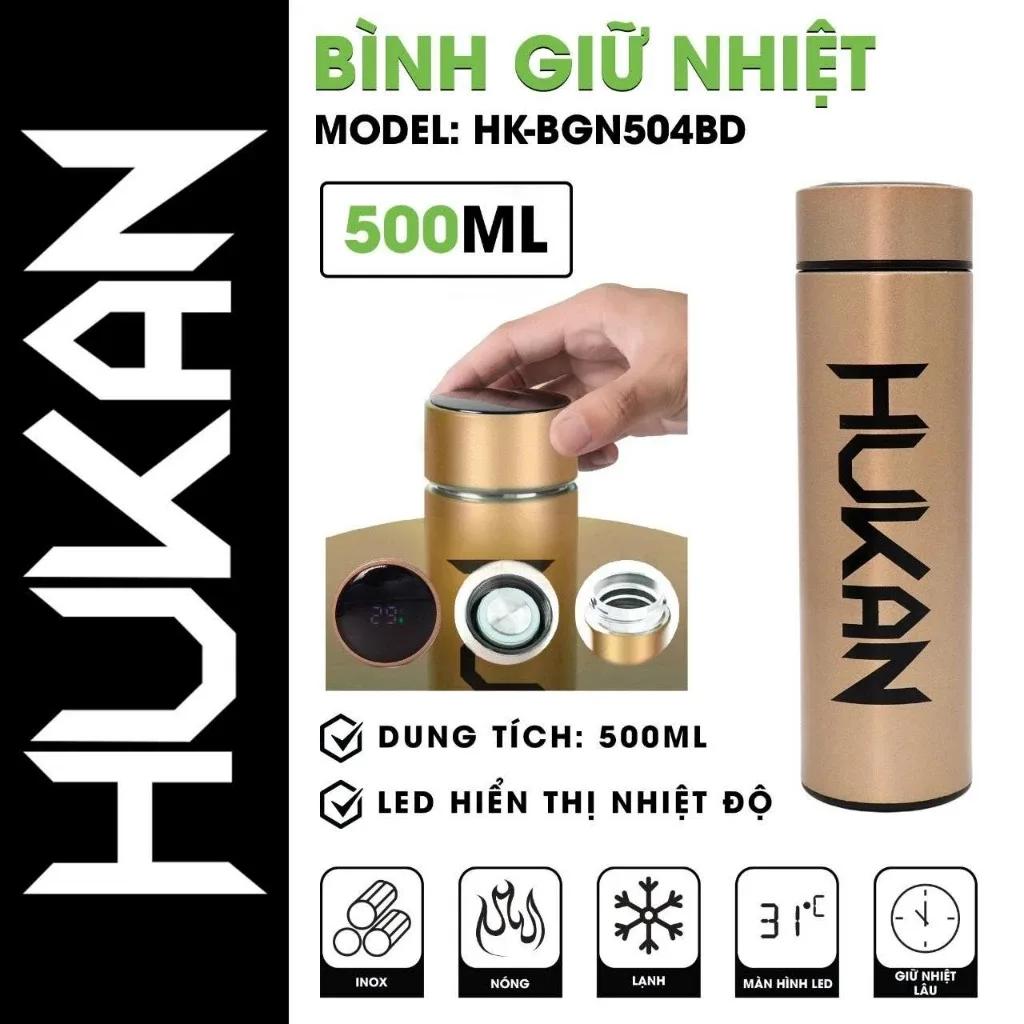 HUKAN
BÌNH GIỮ NHIỆT
MODEL: HK-BGN504BD
500ML
HUKAN
29
DUNG TÍCH: 500ML
LED HIỂN THỊ NHIỆT ĐỘ
31°C
INOX
NÓNG
LẠNH
MÀN HÌNH LED
GIỮ NHIỆT
LÂU